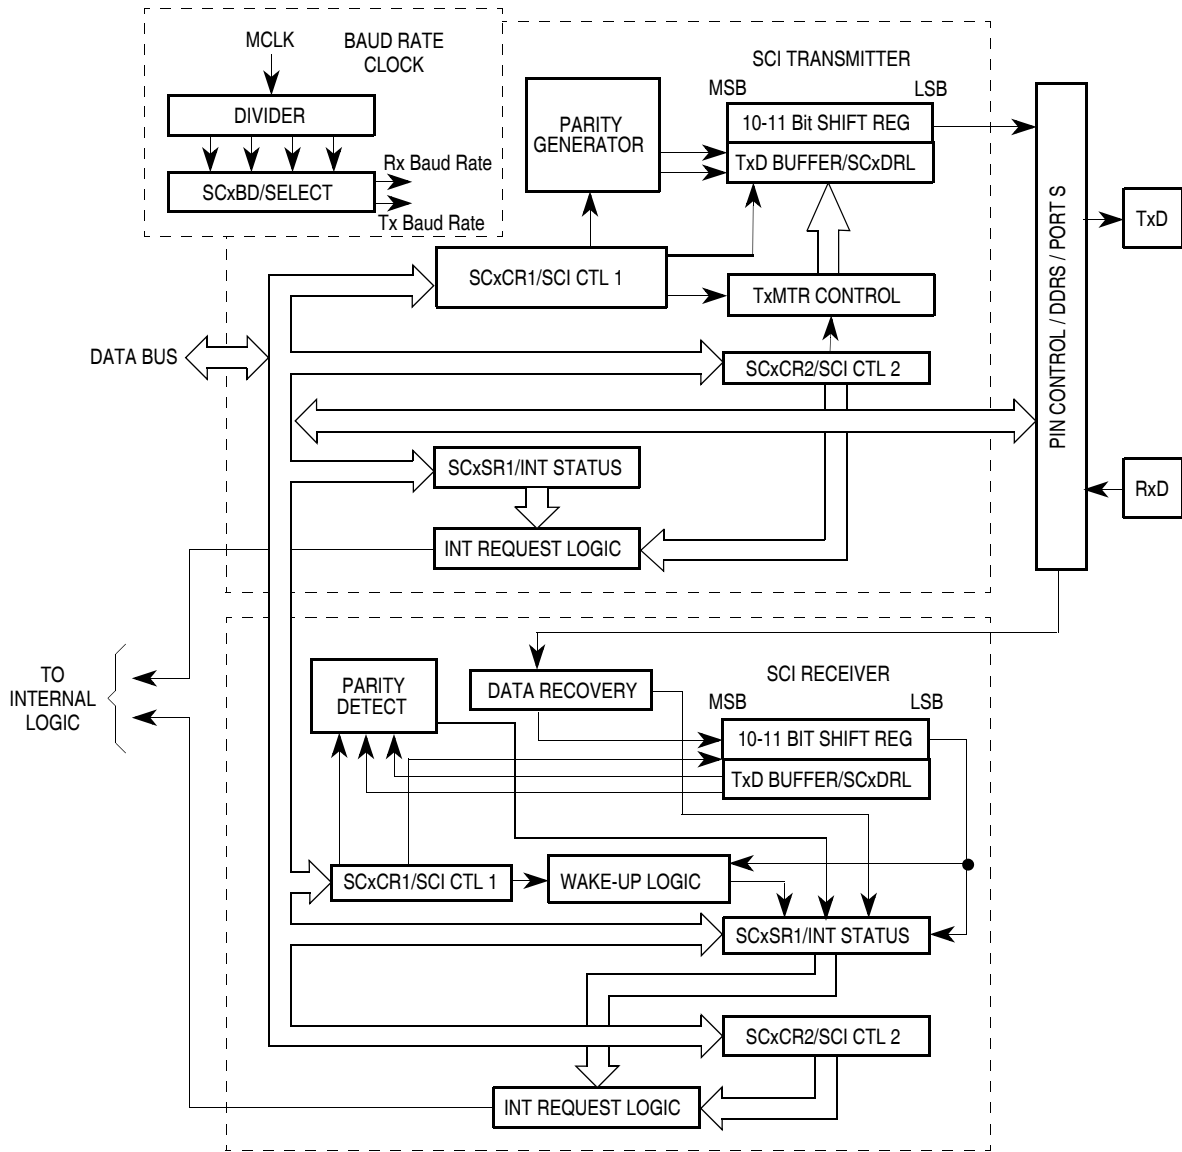 MCLK
BAUD RATE
CLOCK
DIVIDER
SCxBD/SELECT
Rx Baud Rate
Tx Baud Rate
SCI TRANSMITTER
MSB
LSB
PARITY
GENERATOR
10-11 Bit SHIFT REG
TxD BUFFER/SCxDRL
SCxCR1/SCI CTL 1
TxMTR CONTROL
DATA BUS
SCxCR2/SCI CTL 2
SCxSR1/INT STATUS
INT REQUEST LOGIC
PIN CONTROL / DDRS / PORT S
TxD
RxD
TO
INTERNAL
LOGIC
SCI RECEIVER
PARITY
DETECT
DATA RECOVERY
MSB
LSB
10-11 BIT SHIFT REG
TxD BUFFER/SCxDRL
SCxCR1/SCI CTL 1
WAKE-UP LOGIC
SCxSR1/INT STATUS
SCxCR2/SCI CTL 2
INT REQUEST LOGIC